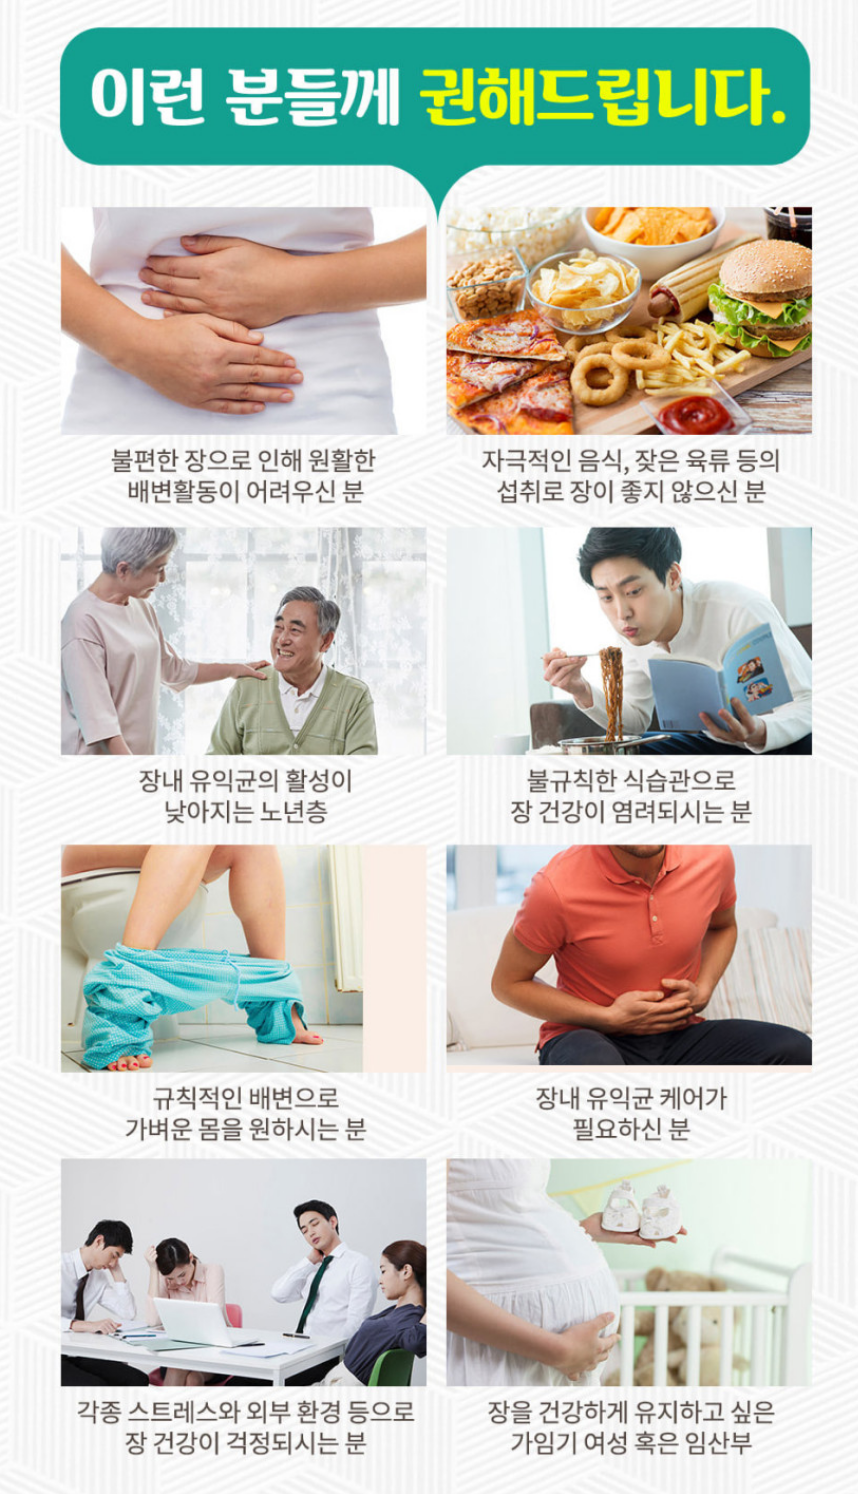 이런 분들께 권해드립니다.
불편한 장으로 인해 원활한
배변활동이 어려우신 분
자극적인 음식, 잦은 육류 등의
섭취로 장이 좋지 않으신 분
장내 유익균의 활성이
낮아지는 노년층
불규칙한 식습관으로
장 건강이 염려되시는 분
규칙적인 배변으로
가벼운 몸을 원하시는 분
장내 유익균 케어가
필요하신 분
각종 스트레스와 외부 환경 등으로
장 건강이 걱정되시는 분
장을 건강하게 유지하고 싶은
가임기 여성 혹은 임산부